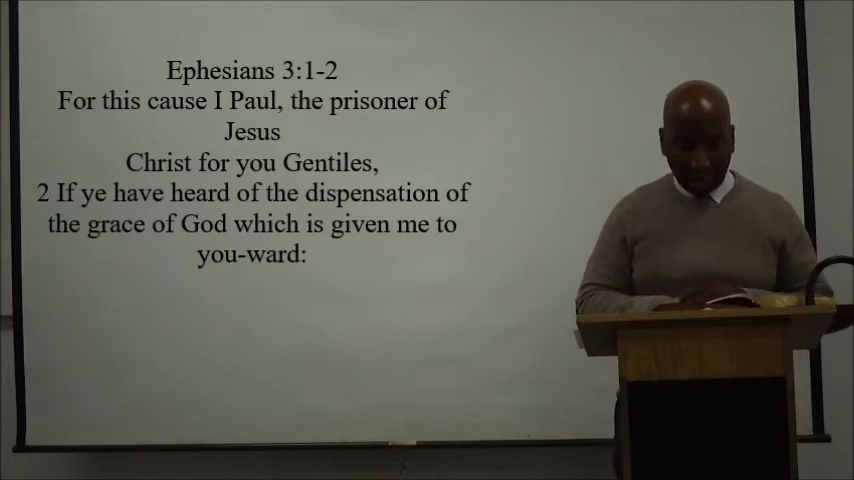 Ephesians 3:1-2
For this cause I Paul, the prisoner of
Jesus
Christ for you Gentiles,
2 If ye have heard of the dispensation of
the grace of God which is given me to
you-ward: